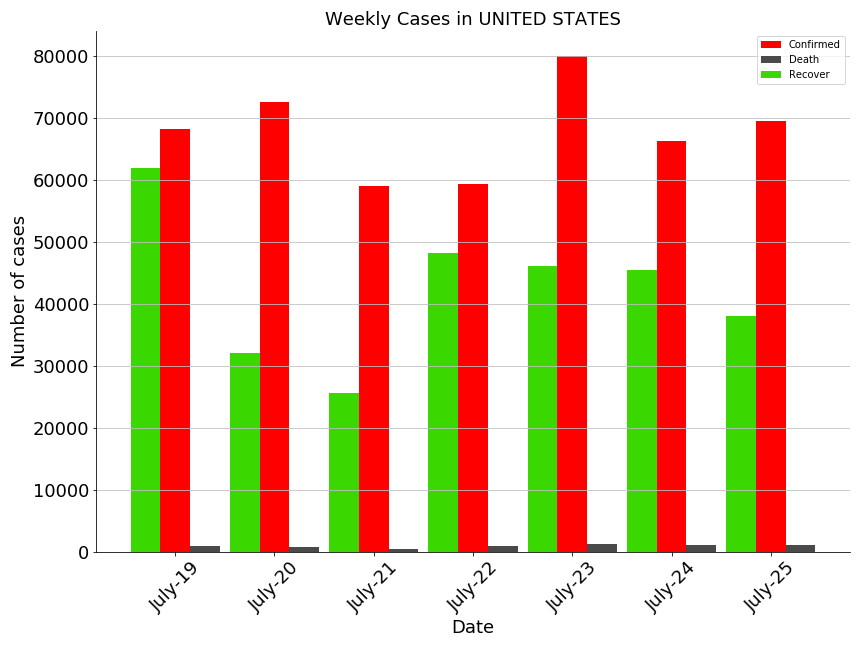 Weekly Cases in UNITED STATES
Confirmed
Death
Recover
Number of cases
80000
70000
60000
50000
40000
30000
20000
10000
0
July-19
July-20
July-21
July-22
July-23
July-24
July-25
Date